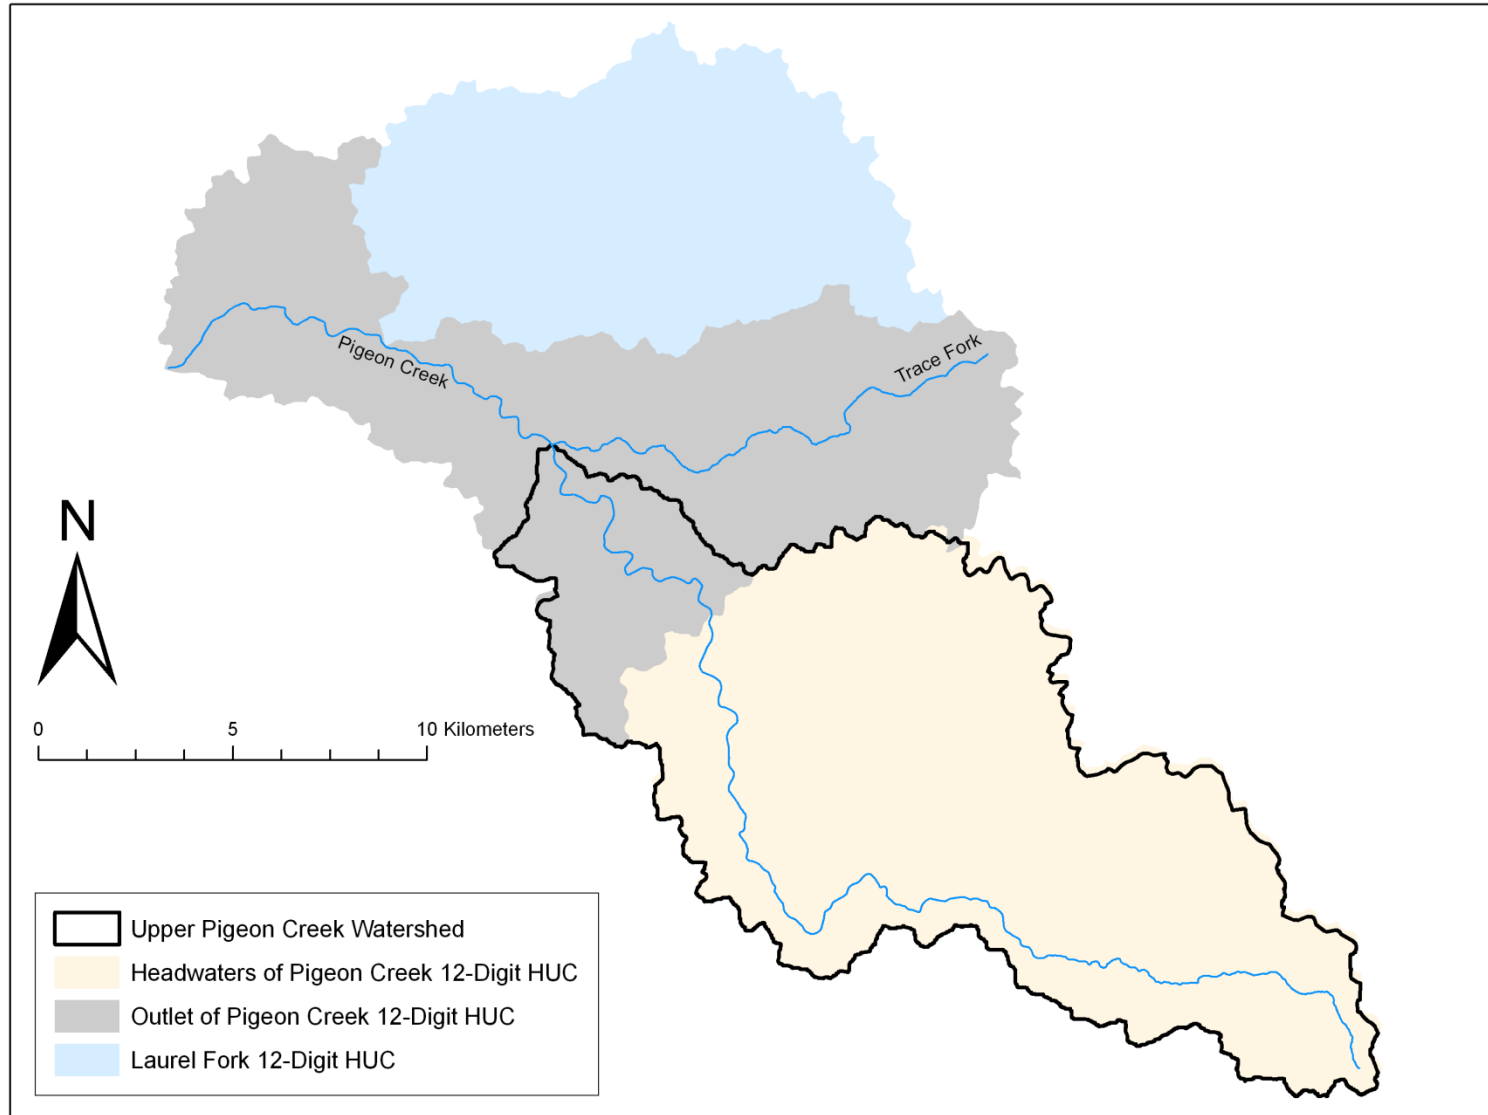 Pigeon Creek
Trace Fork
N
0 5 10 Kilometers
Upper Pigeon Creek Watershed
Headwaters of Pigeon Creek 12-Digit HUC
Outlet of Pigeon Creek 12-Digit HUC
Laurel Fork 12-Digit HUC